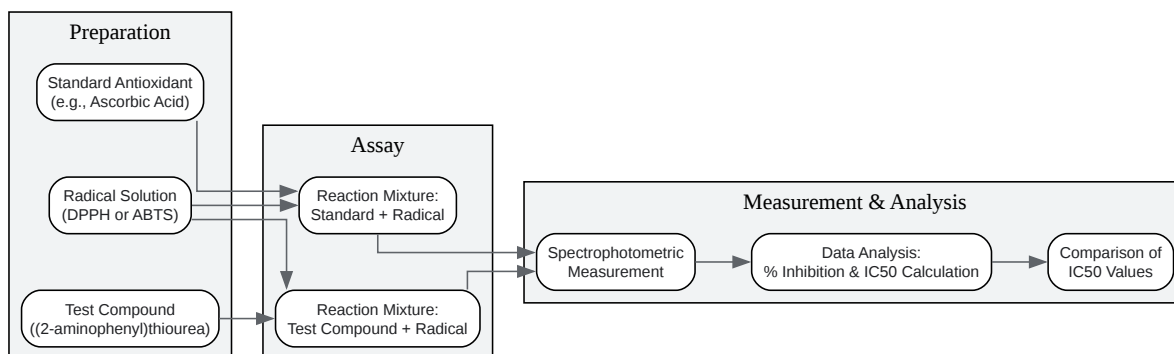 Preparation
Standard Antioxidant
(e.g., Ascorbic Acid)
Radical Solution
(DPPH or ABTS)
Test Compound
((2-aminophenyl)thiourea)
Assay
Reaction Mixture:
Standard + Radical
Reaction Mixture:
Test Compound + Radical
Measurement & Analysis
Spectrophotometric
Measurement
Data Analysis:
% Inhibition & IC50 Calculation
Comparison of
IC50 Values